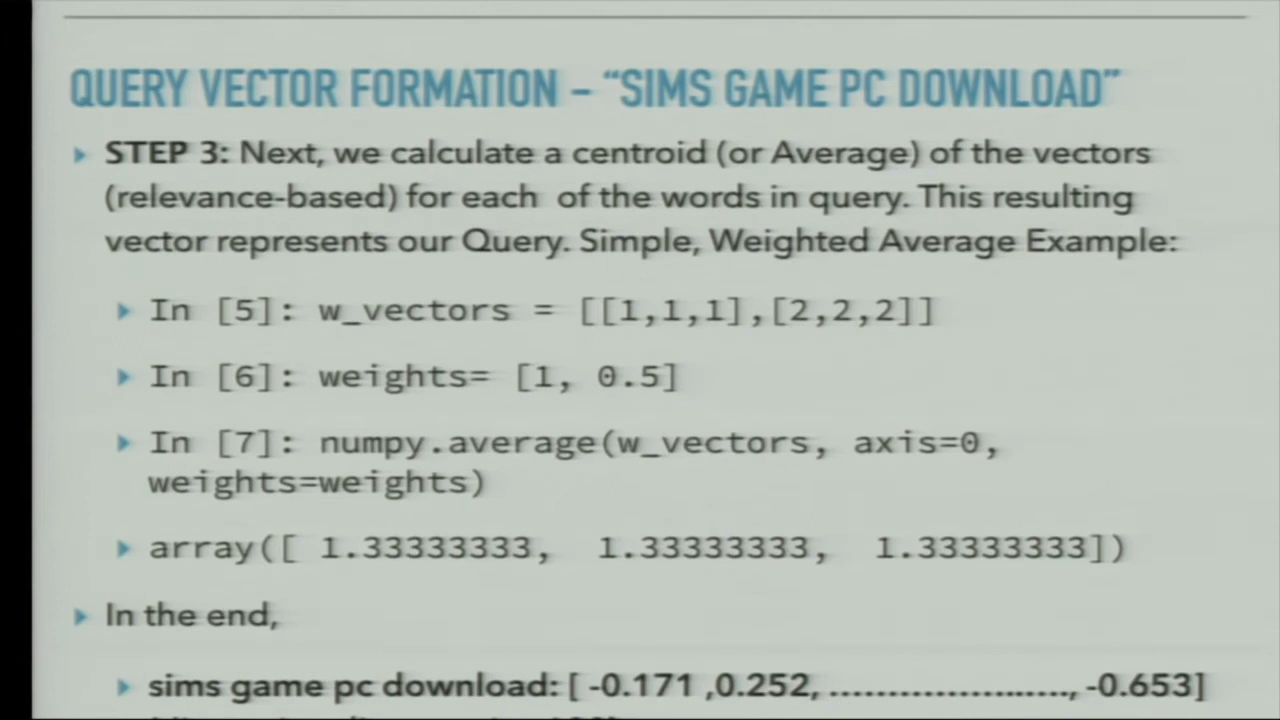 QUERY VECTOR FORMATION – “SIMS GAME PC DOWNLOAD”
STEP 3: Next, we calculate a centroid (or Average) of the vectors
(relevance-based) for each of the words in query. This resulting
vector represents our Query. Simple, Weighted Average Example:
In [5]: w_vectors = [[1,1,1],[2,2,2]]
In [6]: weights= [1, 0.5]
In [7]: numpy.average(w_vectors, axis=0,
weights=weights)
array([ 1.33333333, 1.33333333, 1.33333333])
In the end,
sims game pc download: [ -0.171 ,0.252, ........................, -0.653]